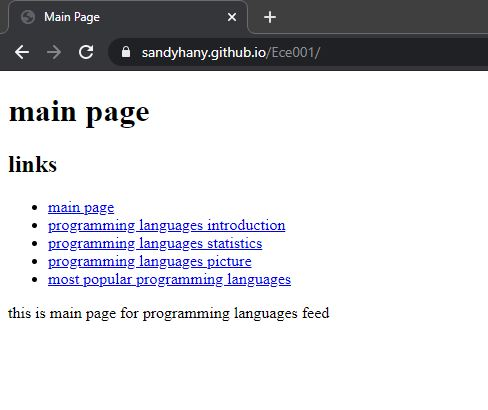 Main Page
sandyhany.github.io/Ece001/
main page
links
main page
programming languages introduction
programming languages statistics
programming languages picture
most popular programming languages
this is main page for programming languages feed